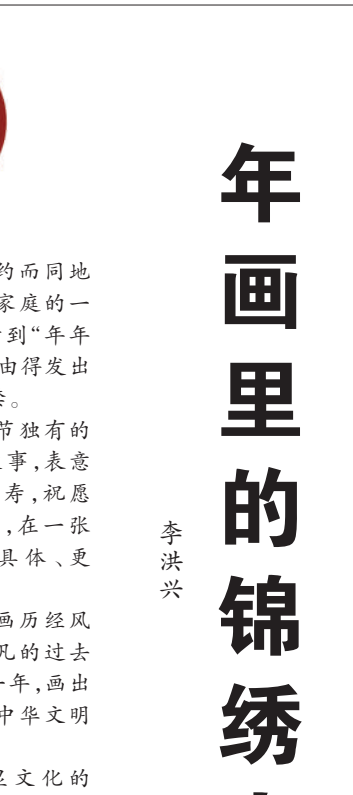 年画里的锦绣
李洪兴
约而同地
家庭的一
到“年年
由得发出
。
节独有的
事，表意
寿，祝愿
，在一张
具体、更
画历经风
凡的过去
年，画出
中华文明
文化的